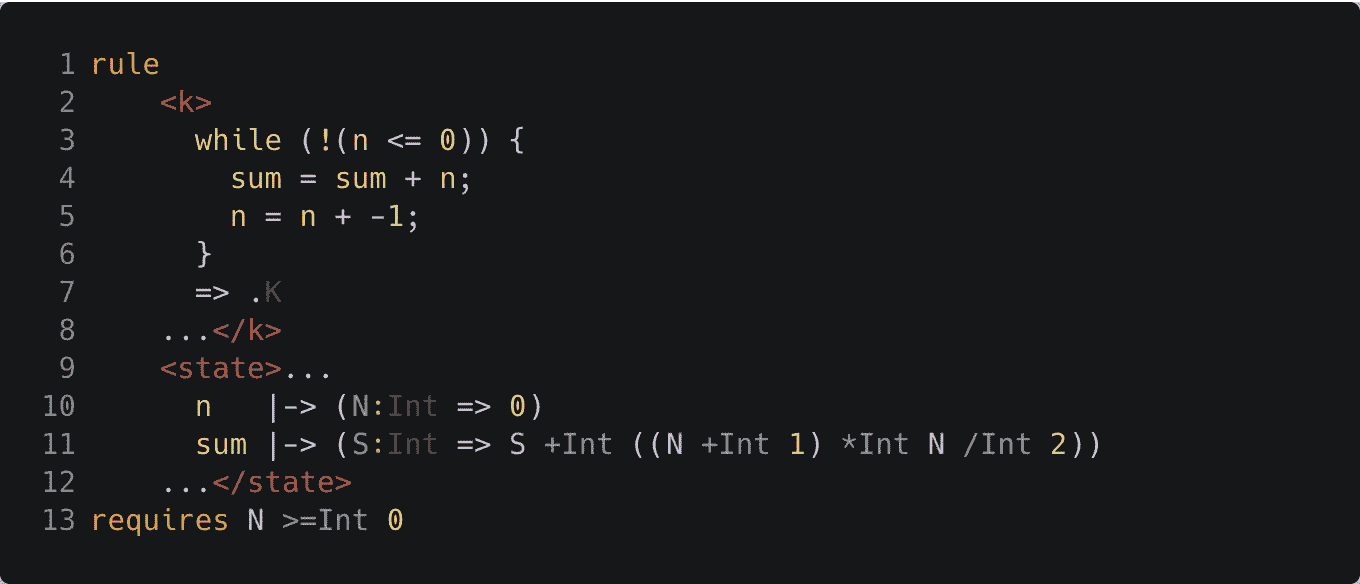 1 rule
2     <k>
3       while (!(n <= 0)) {
4         sum = sum + n;
5         n = n + -1;
6       }
7       => .K
8     ...</k>
9     <state>...
10       n   |-> (N:Int => 0)
11       sum |-> (S:Int => S +Int ((N +Int 1) *Int N /Int 2))
12     ...</state>
13 requires N >=Int 0